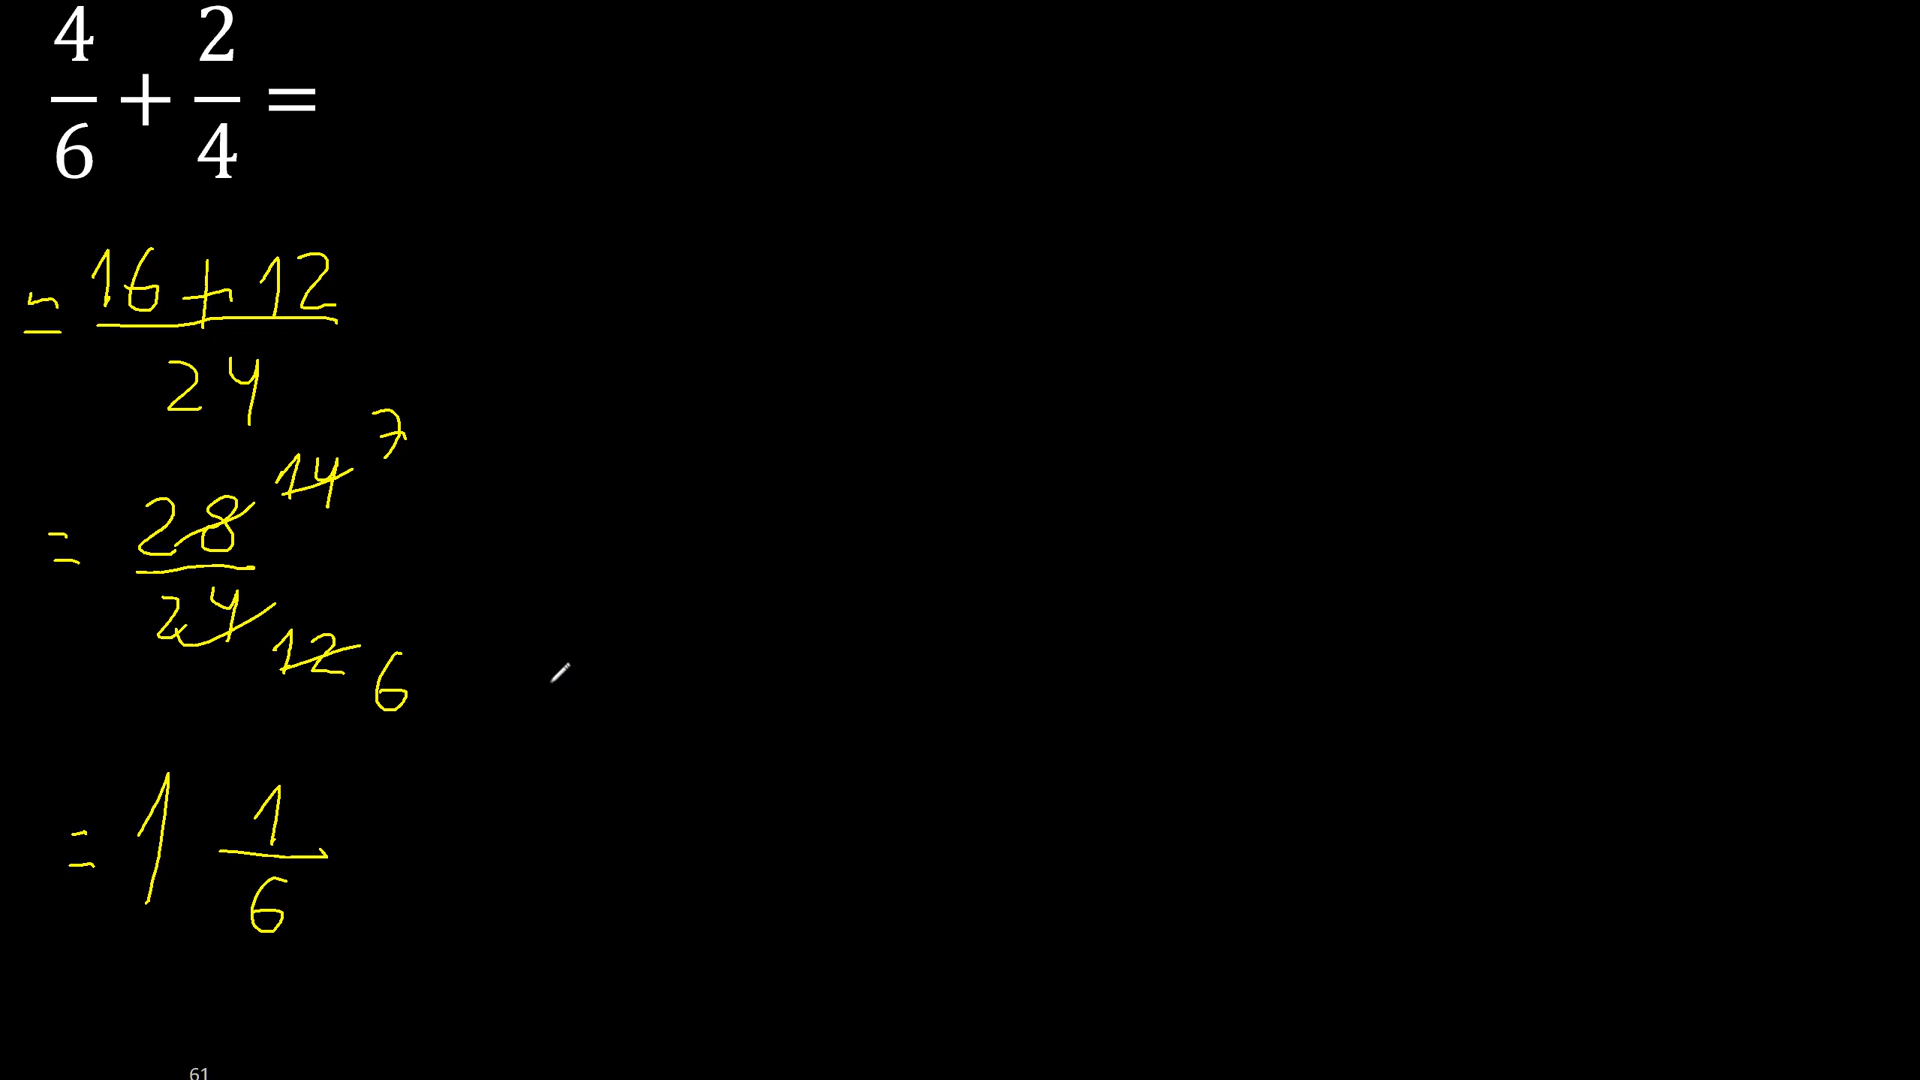 4/6 + 2/4 =
= 16 + 12 / 24
= 28/24 14/12 7/6
= 1 1/6
61